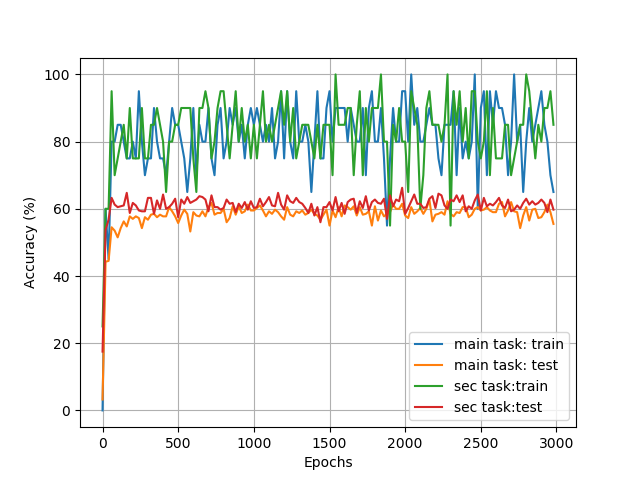 100
80
60
40
20
0
Accuracy (%)
0 500 1000 1500 2000 2500 3000
Epochs
main task: train
main task: test
sec task:train
sec task:test